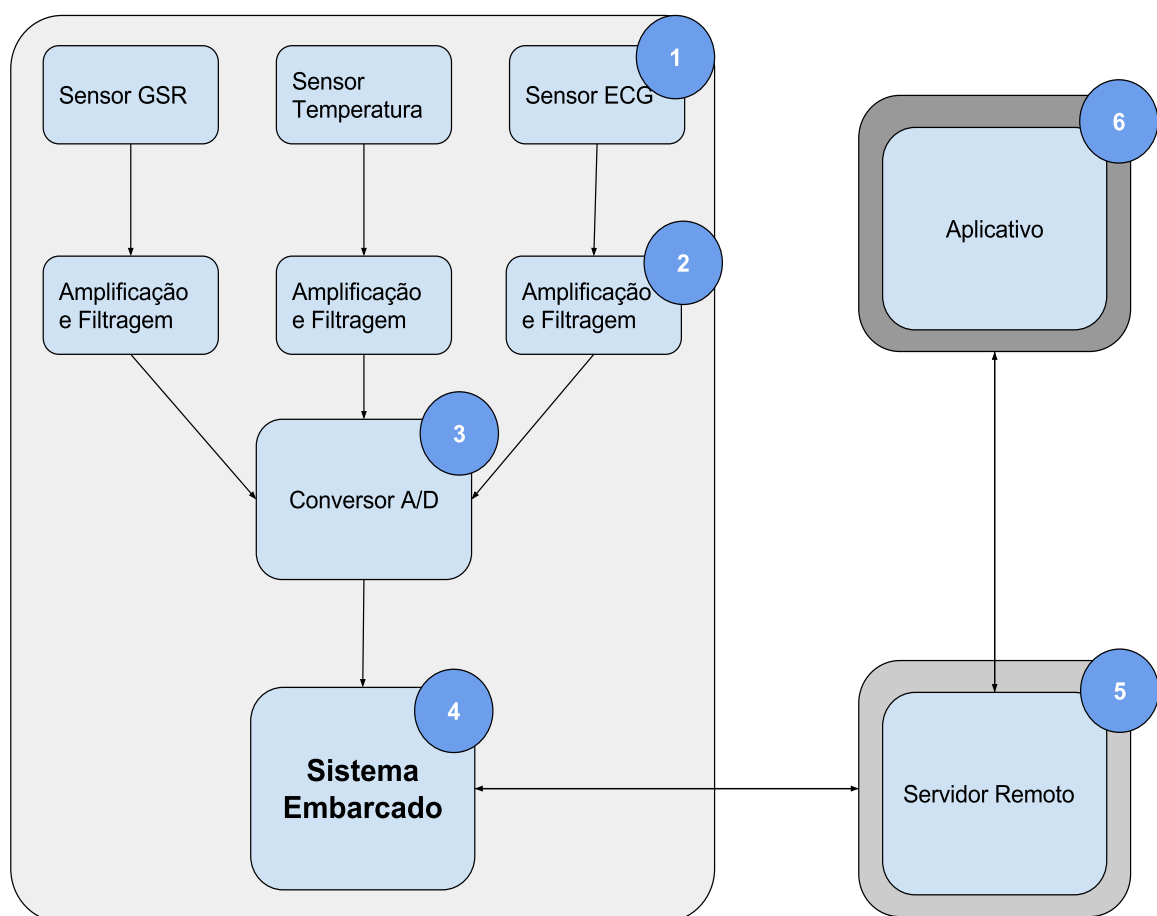 1
Sensor GSR
Sensor
Temperatura
Sensor ECG
6
Aplicativo
2
Amplificação
e Filtragem
Amplificação
e Filtragem
Amplificação
e Filtragem
3
Conversor A/D
4
Sistema
Embarcado
5
Servidor Remoto